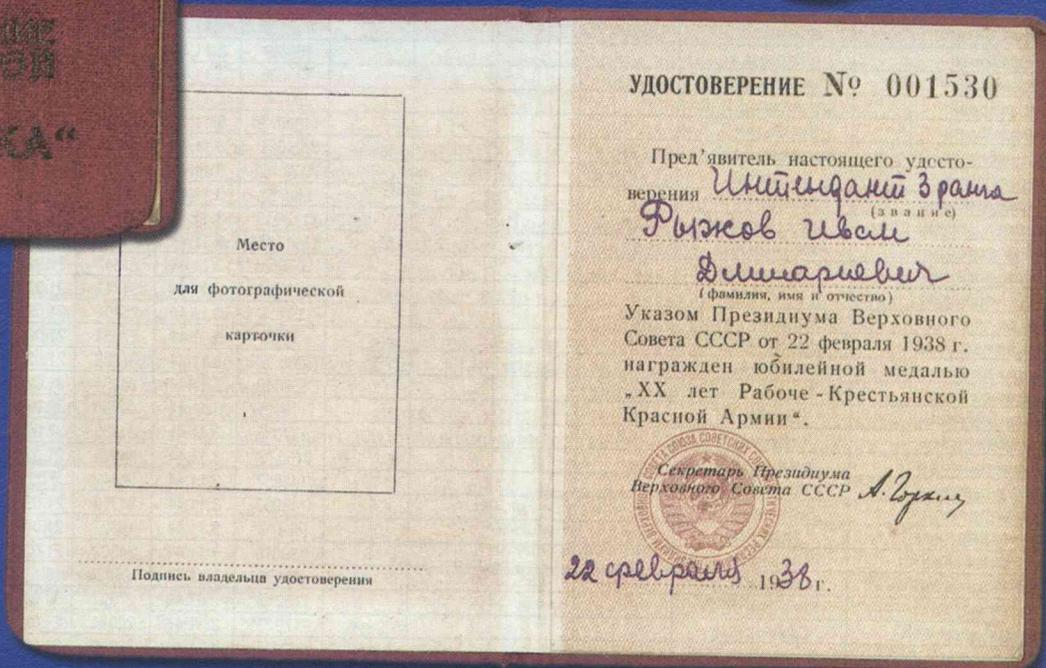 КА"
Место
для фотографической
карточки
Подпись владельца удостоверения
УДОСТОВЕРЕНИЕ № 001530
Пред'явитель настоящего удосто-
верения Интендант 3 ранга
(звание)
Рыжов Иван
(фамилия, имя и отчество)
Указом Президиума Верховного
Совета СССР от 22 февраля 1938 г.
награжден юбилейной медалью
„XX лет Рабоче-Крестьянской
Красной Армии“.
Секретарь Президиума
Верховного Совета СССР А. Горкин
22 февраля 1938 г.